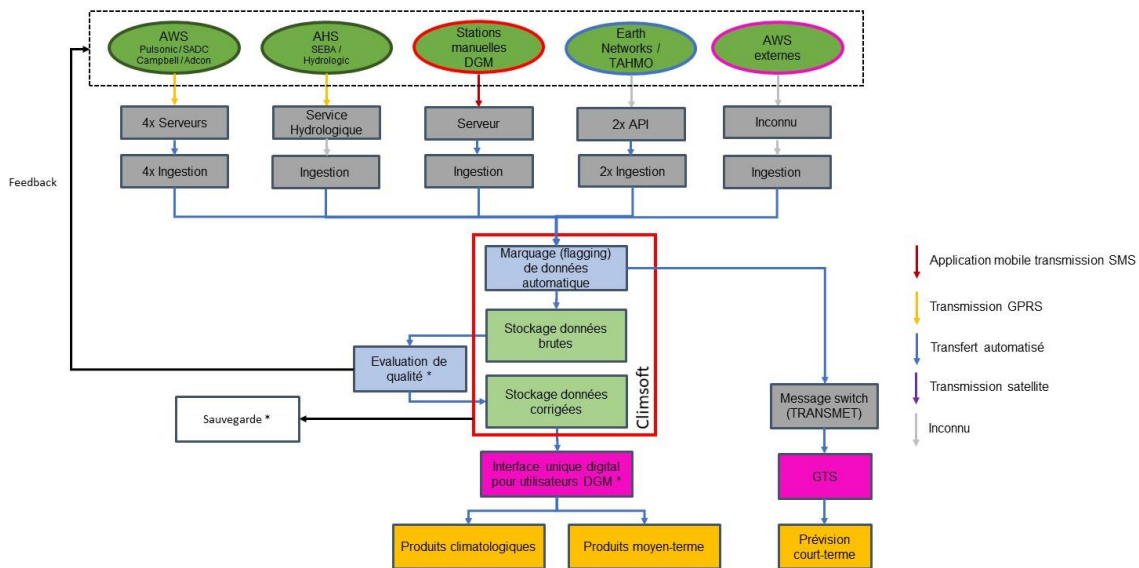 AWS
Pulsonic/SADC
Campbell/Adcon
AHS
SEBA /
Hydrologic
Stations
manuelles
DGM
Earth
Networks /
TAHMO
AWS
externes
4x Serveurs
Service
Hydrologique
Serveur
2x API
Inconnu
4x Ingestion
Ingestion
Ingestion
2x Ingestion
Ingestion
Feedback
Marquage (flagging)
de données
automatique
Stockage données
brutes
Evaluation de
qualité *
Stockage données
corrigées
Climsoft
Sauvegarde *
Message switch
(TRANSMET)
Interface unique digital
pour utilisateurs DGM *
GTS
Produits climatologiques
Produits moyen-terme
Prévision
court-terme
Application mobile transmission SMS
Transmission GPRS
Transfert automatisé
Transmission satellite
Inconnu